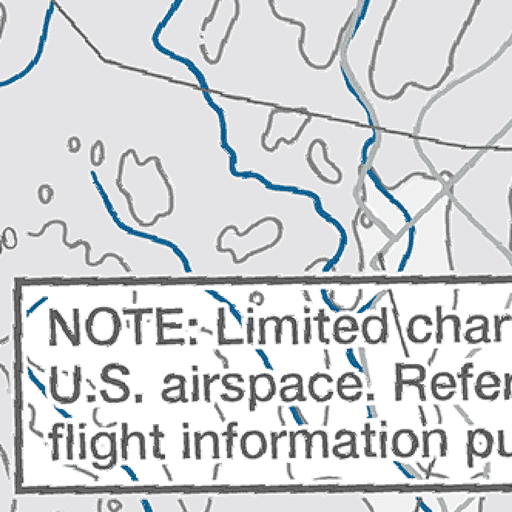 NOTE: Limited char
U.S. airspace. Refer
flight information pu